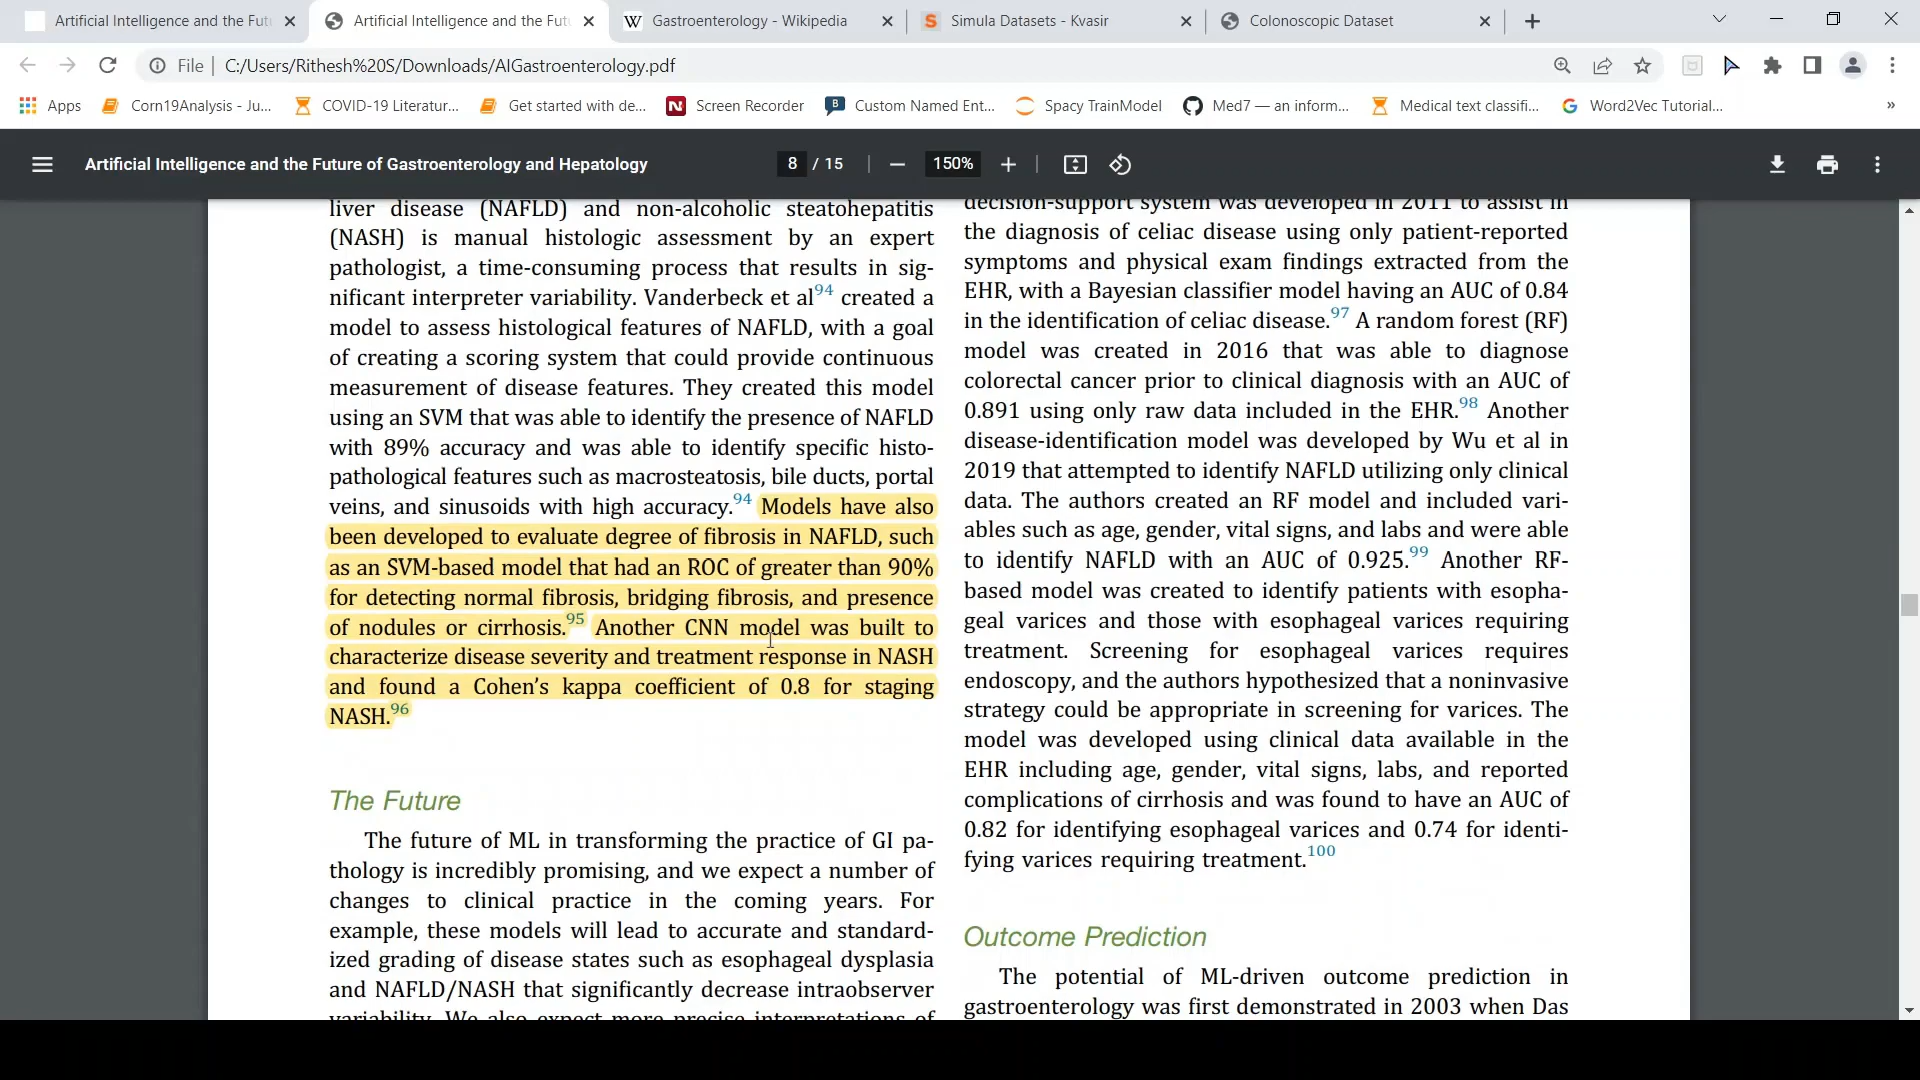 Artificial Intelligence and the Futu
Artificial Intelligence and the Fut
Gastroenterology - Wikipedia
Simula Datasets - Kvasir
Colonoscopic Dataset
File
C:/Users/Rithesh%20S/Downloads/AIGastroenterology.pdf
Apps
Corn19Analysis - Ju...
COVID-19 Literatur...
Get started with de...
Screen Recorder
Custom Named Ent...
Spacy TrainModel
Med7 — an inform...
Medical text classifi...
Word2Vec Tutorial...
»
Artificial Intelligence and the Future of Gastroenterology and Hepatology
8 / 15
150%
liver disease (NAFLD) and non-alcoholic steatohepatitis
(NASH) is manual histologic assessment by an expert
pathologist, a time-consuming process that results in sig-
nificant interpreter variability. Vanderbeck et al94 created a
model to assess histological features of NAFLD, with a goal
of creating a scoring system that could provide continuous
measurement of disease features. They created this model
using an SVM that was able to identify the presence of NAFLD
with 89% accuracy and was able to identify specific histo-
pathological features such as macrosteatosis, bile ducts, portal
veins, and sinusoids with high accuracy.94 Models have also
been developed to evaluate degree of fibrosis in NAFLD, such
as an SVM-based model that had an ROC of greater than 90%
for detecting normal fibrosis, bridging fibrosis, and presence
of nodules or cirrhosis.95 Another CNN model was built to
characterize disease severity and treatment response in NASH
and found a Cohen's kappa coefficient of 0.8 for staging
NASH.96
The Future
The future of ML in transforming the practice of GI pa-
thology is incredibly promising, and we expect a number of
changes to clinical practice in the coming years. For
example, these models will lead to accurate and standard-
ized grading of disease states such as esophageal dysplasia
and NAFLD/NASH that significantly decrease intraobserver
variability. We also expect more precise interpretations of
decision-support system was developed in 2011 to assist in
the diagnosis of celiac disease using only patient-reported
symptoms and physical exam findings extracted from the
EHR, with a Bayesian classifier model having an AUC of 0.84
in the identification of celiac disease.97 A random forest (RF)
model was created in 2016 that was able to diagnose
colorectal cancer prior to clinical diagnosis with an AUC of
0.891 using only raw data included in the EHR.98 Another
disease-identification model was developed by Wu et al in
2019 that attempted to identify NAFLD utilizing only clinical
data. The authors created an RF model and included vari-
ables such as age, gender, vital signs, and labs and were able
to identify NAFLD with an AUC of 0.925.99 Another RF-
based model was created to identify patients with esopha-
geal varices and those with esophageal varices requiring
treatment. Screening for esophageal varices requires
endoscopy, and the authors hypothesized that a noninvasive
strategy could be appropriate in screening for varices. The
model was developed using clinical data available in the
EHR including age, gender, vital signs, labs, and reported
complications of cirrhosis and was found to have an AUC of
0.82 for identifying esophageal varices and 0.74 for identi-
fying varices requiring treatment.100
Outcome Prediction
The potential of ML-driven outcome prediction in
gastroenterology was first demonstrated in 2003 when Das